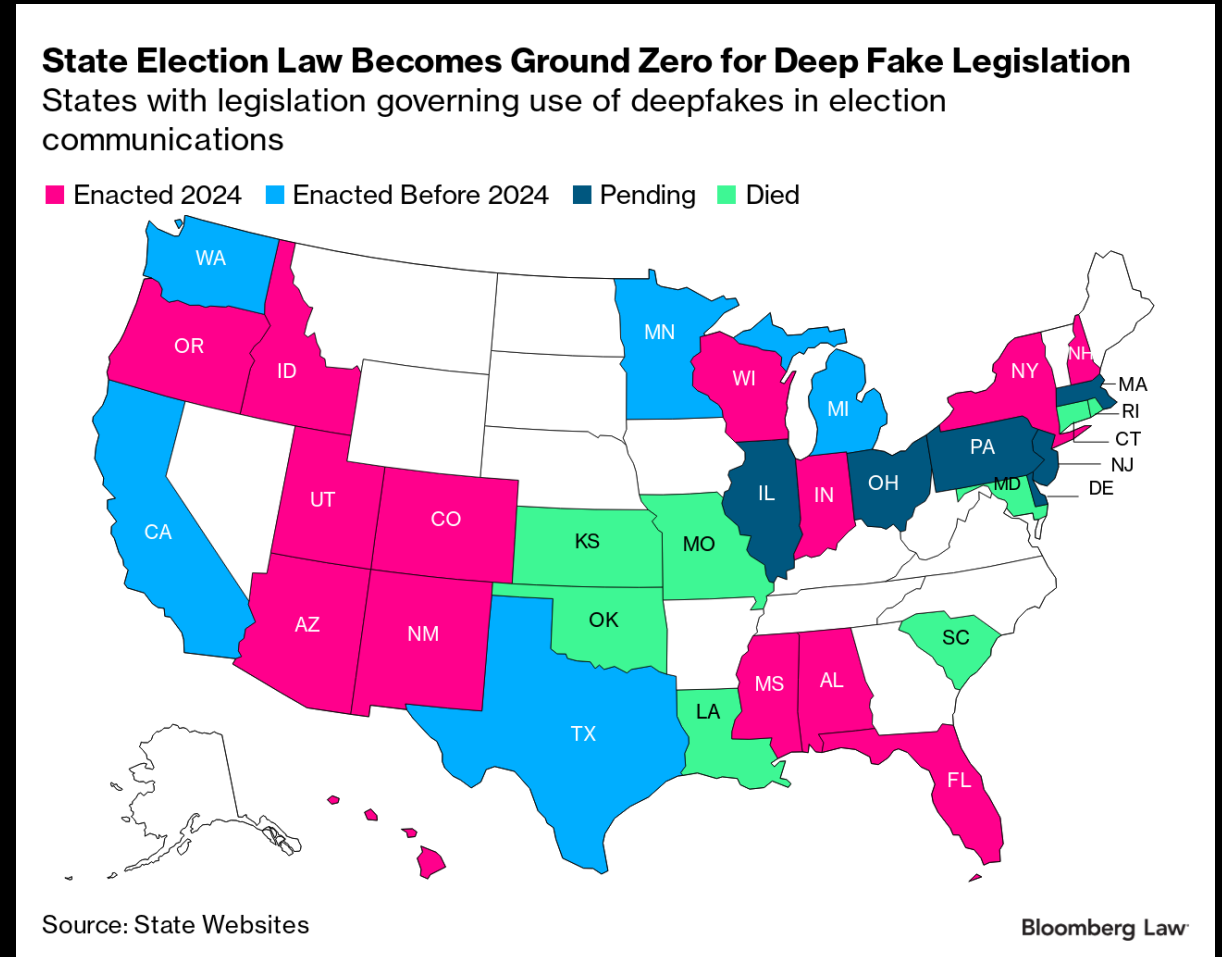 State Election Law Becomes Ground Zero for Deep Fake Legislation
States with legislation governing use of deepfakes in election
communications
Enacted 2024 Enacted Before 2024 Pending Died
WA
MN
OR
NY
NH
ID
WI
MA
MI
RI
CT
PA
NJ
OH
MD
DE
IL
IN
UT
CO
CA
KS
MO
OK
AZ
NM
SC
MS
AL
LA
TX
FL
Source: State Websites
Bloomberg Law